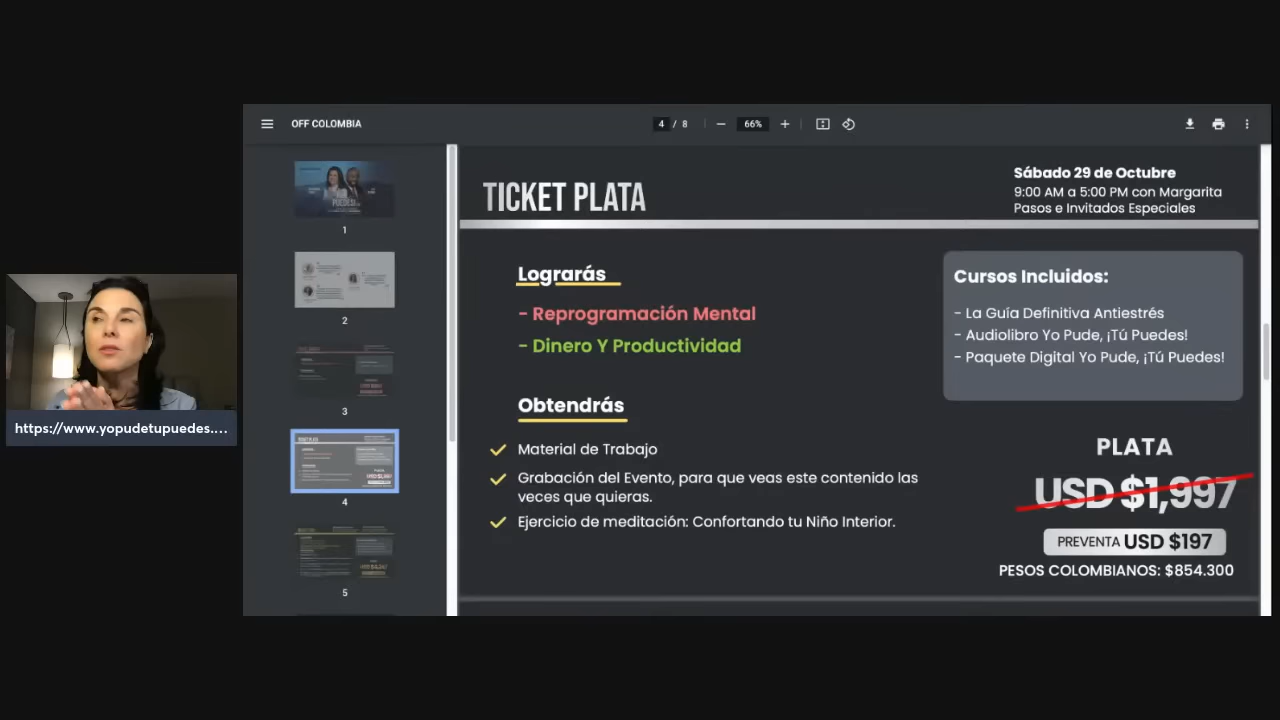 OFF COLOMBIA
4 / 8
66%
1
2
3
4
5
https://www.yopudetupuedes....
TICKET PLATA
Sábado 29 de Octubre
9:00 AM a 5:00 PM con Margarita
Pasos e Invitados Especiales
Lograrás
- Reprogramación Mental
- Dinero Y Productividad
Obtendrás
Material de Trabajo
Grabación del Evento, para que veas este contenido las
veces que quieras.
Ejercicio de meditación: Confortando tu Niño Interior.
Cursos Incluidos:
- La Guía Definitiva Antiestrés
- Audiolibro Yo Pude, ¡Tú Puedes!
- Paquete Digital Yo Pude, ¡Tú Puedes!
PLATA
USD $1,997
PREVENTA USD $197
PESOS COLOMBIANOS: $854.300